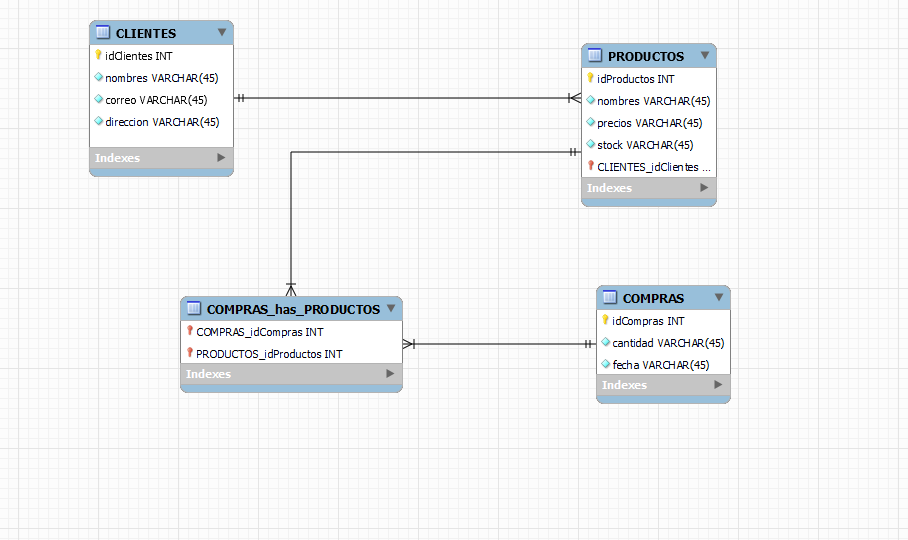 CLIENTES
idClientes INT
nombres VARCHAR(45)
correo VARCHAR(45)
direccion VARCHAR(45)
Indexes
PRODUCTOS
idProductos INT
nombres VARCHAR(45)
precios VARCHAR(45)
stock VARCHAR(45)
CLIENTES_idClientes ...
Indexes
COMPRAS_has_PRODUCTOS
COMPRAS_idCompras INT
PRODUCTOS_idProductos INT
Indexes
COMPRAS
idCompras INT
cantidad VARCHAR(45)
fecha VARCHAR(45)
Indexes